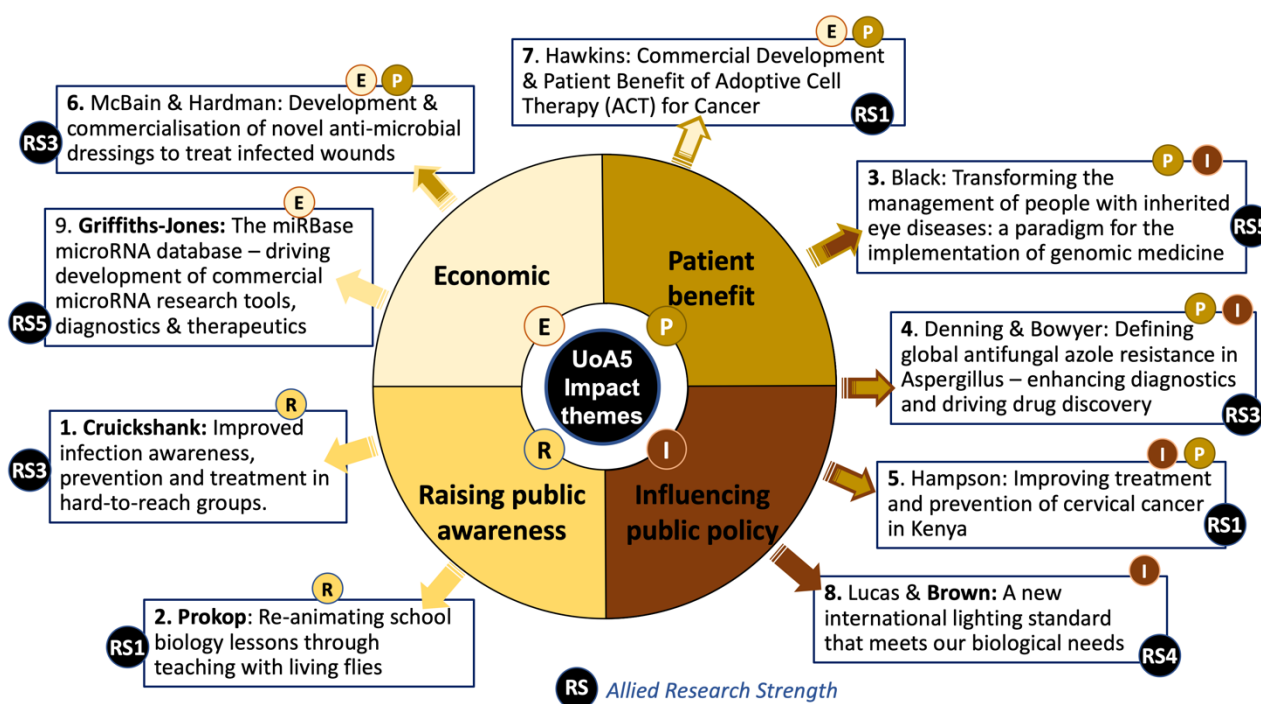 E P
7. Hawkins: Commercial Development
& Patient Benefit of Adoptive Cell
Therapy (ACT) for Cancer
RS1
E P
6. McBain & Hardman: Development &
commercialisation of novel anti-microbial
dressings to treat infected wounds
RS3
P I
3. Black: Transforming the
management of people with inherited
eye diseases: a paradigm for the
implementation of genomic medicine
RS5
E
9. Griffiths-Jones: The miRBase
microRNA database – driving
development of commercial
microRNA research tools,
diagnostics & therapeutics
RS5
Economic
Patient
benefit
E P
UoA5
Impact
themes
R I
Raising public
awareness
Influencing
public policy
P I
4. Denning & Bowyer: Defining
global antifungal azole resistance in
Aspergillus – enhancing diagnostics
and driving drug discovery
RS3
R
1. Cruickshank: Improved
infection awareness,
prevention and treatment in
hard-to-reach groups.
RS3
I P
5. Hampson: Improving treatment
and prevention of cervical cancer
in Kenya
RS1
R
2. Prokop: Re-animating school
biology lessons through
teaching with living flies
RS1
I
8. Lucas & Brown: A new
international lighting standard
that meets our biological needs
RS4
RS Allied Research Strength